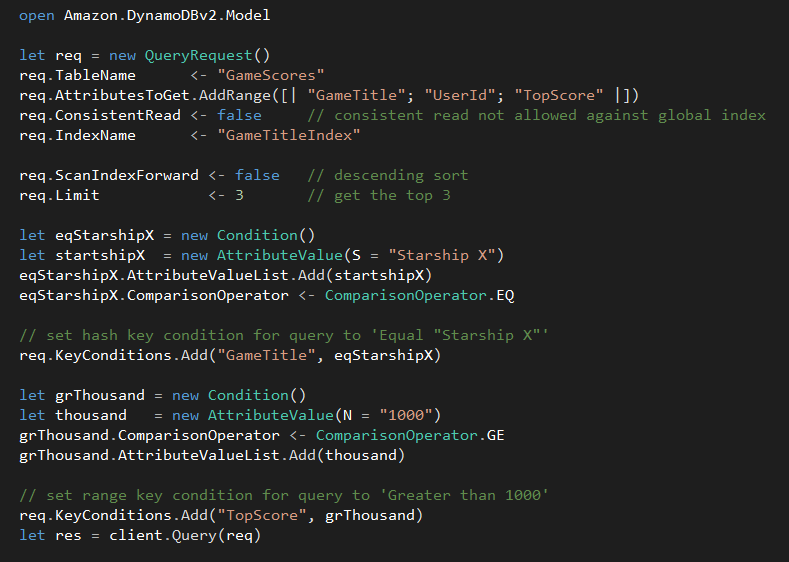 open Amazon.DynamoDBv2.Model

let req = new QueryRequest()
req.TableName      <- "GameScores"
req.AttributesToGet.AddRange([| "GameTitle"; "UserId"; "TopScore" |])
req.ConsistentRead <- false     // consistent read not allowed against global index
req.IndexName      <- "GameTitleIndex"

req.ScanIndexForward <- false   // descending sort
req.Limit            <- 3       // get the top 3

let eqStarshipX = new Condition()
let startshipX  = new AttributeValue(S = "Starship X")
eqStarshipX.AttributeValueList.Add(startshipX)
eqStarshipX.ComparisonOperator <- ComparisonOperator.EQ

// set hash key condition for query to 'Equal "Starship X"'
req.KeyConditions.Add("GameTitle", eqStarshipX)

let grThousand = new Condition()
let thousand   = new AttributeValue(N = "1000")
grThousand.ComparisonOperator <- ComparisonOperator.GE
grThousand.AttributeValueList.Add(thousand)

// set range key condition for query to 'Greater than 1000'
req.KeyConditions.Add("TopScore", grThousand)
let res = client.Query(req)